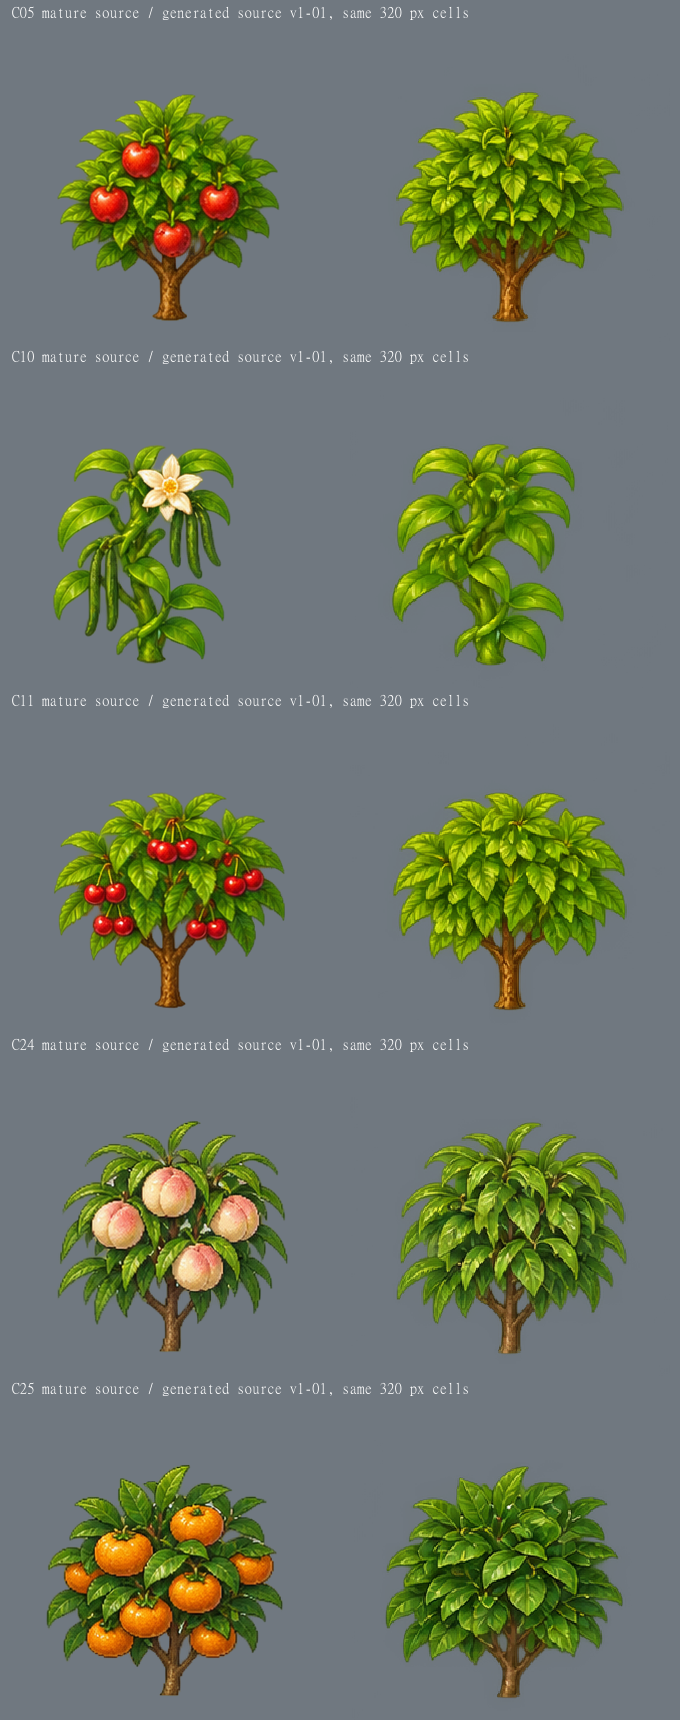 C05 mature source / generated source v1-01, same 320 px cells
C10 mature source / generated source v1-01, same 320 px cells
C11 mature source / generated source v1-01, same 320 px cells
C24 mature source / generated source v1-01, same 320 px cells
C25 mature source / generated source v1-01, same 320 px cells